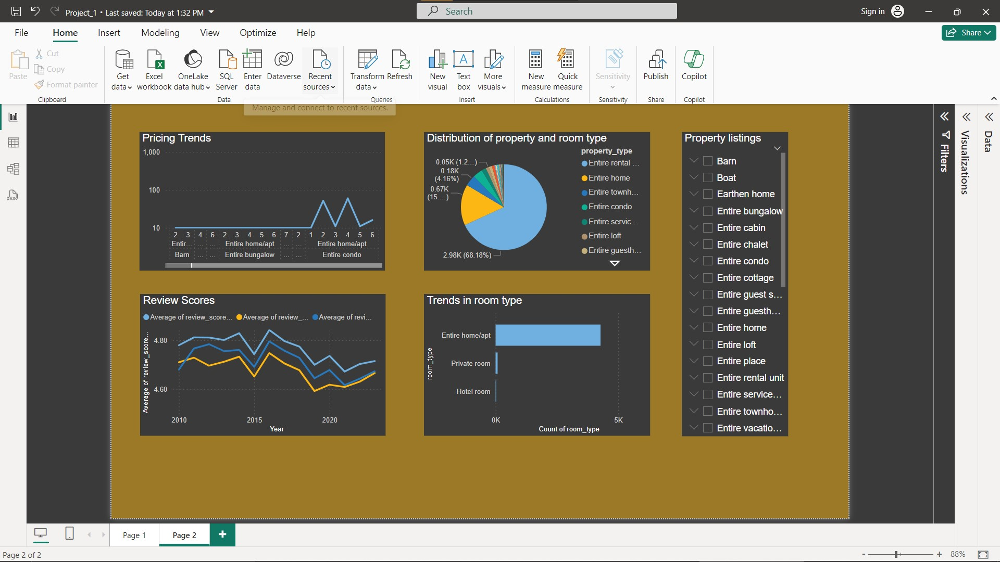 Project_1 • Last saved: Today at 1:32 PM
Search
Sign in
File Home Insert Modeling View Optimize Help
Share
Paste
Cut
Copy
Format painter
Clipboard
Get data
Excel workbook
OneLake data hub
SQL Server
Enter data
Dataverse
Recent sources
Data
Transform data
Refresh
Queries
New visual
A
Text box
More visuals
Insert
New measure
Quick measure
Calculations
Sensitivity
Sensitivity
Publish
Share
Copilot
Copilot
Manage and connect to recent sources.
DAX
Pricing Trends
1,000
100
10
2 3 4 6 2 3 4 5 6 7 2 1 2 3 4 5 6
Entir... ... ... Entire home/apt ... ... Entire home/apt
Barn ... ... Entire bungalow ... ... Entire condo
Distribution of property and room type
0.05K (1.2...)
0.18K
(4.16%)
0.67K
(15....)
2.98K (68.18%)
property_type
Entire rental ...
Entire home
Entire townh...
Entire condo
Entire servic...
Entire loft
Entire guesth...
Review Scores
Average of review_score... Average of review_... Average of revi...
Average of review_score...
4.80
4.60
2010 2015 2020
Year
Trends in room type
room_type
Entire home/apt
Private room
Hotel room
0K 5K
Count of room_type
Property listings
Barn
Boat
Earthen home
Entire bungalow
Entire cabin
Entire chalet
Entire condo
Entire cottage
Entire guest s...
Entire guesth...
Entire home
Entire loft
Entire place
Entire rental unit
Entire service...
Entire townho...
Entire vacatio...
Filters
Visualizations
Data
Page 1 Page 2 +
Page 2 of 2
- + 88%